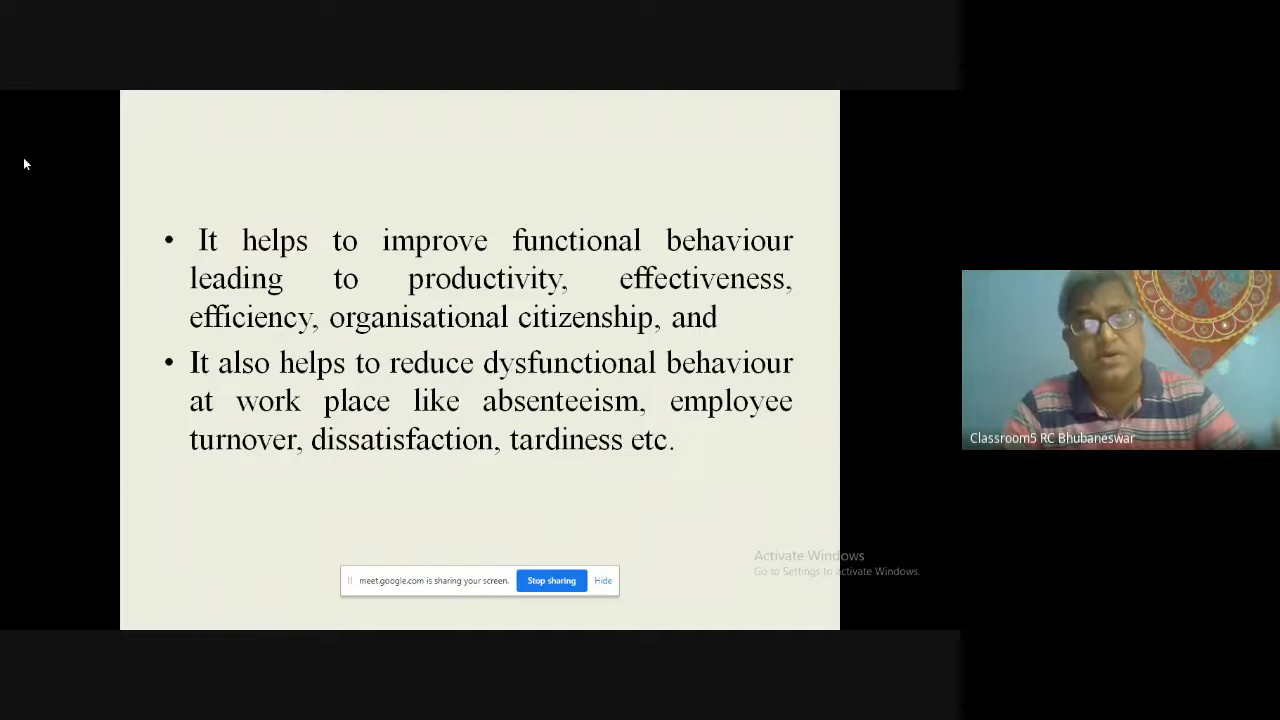 • It helps to improve functional behaviour
leading to productivity, effectiveness,
efficiency, organisational citizenship, and
• It also helps to reduce dysfunctional behaviour
at work place like absenteeism, employee
turnover, dissatisfaction, tardiness etc.
Classroom5 RC Bhubaneswar
Activate Windows
Go to Settings to activate Windows.
meet.google.com is sharing your screen. Stop sharing Hide